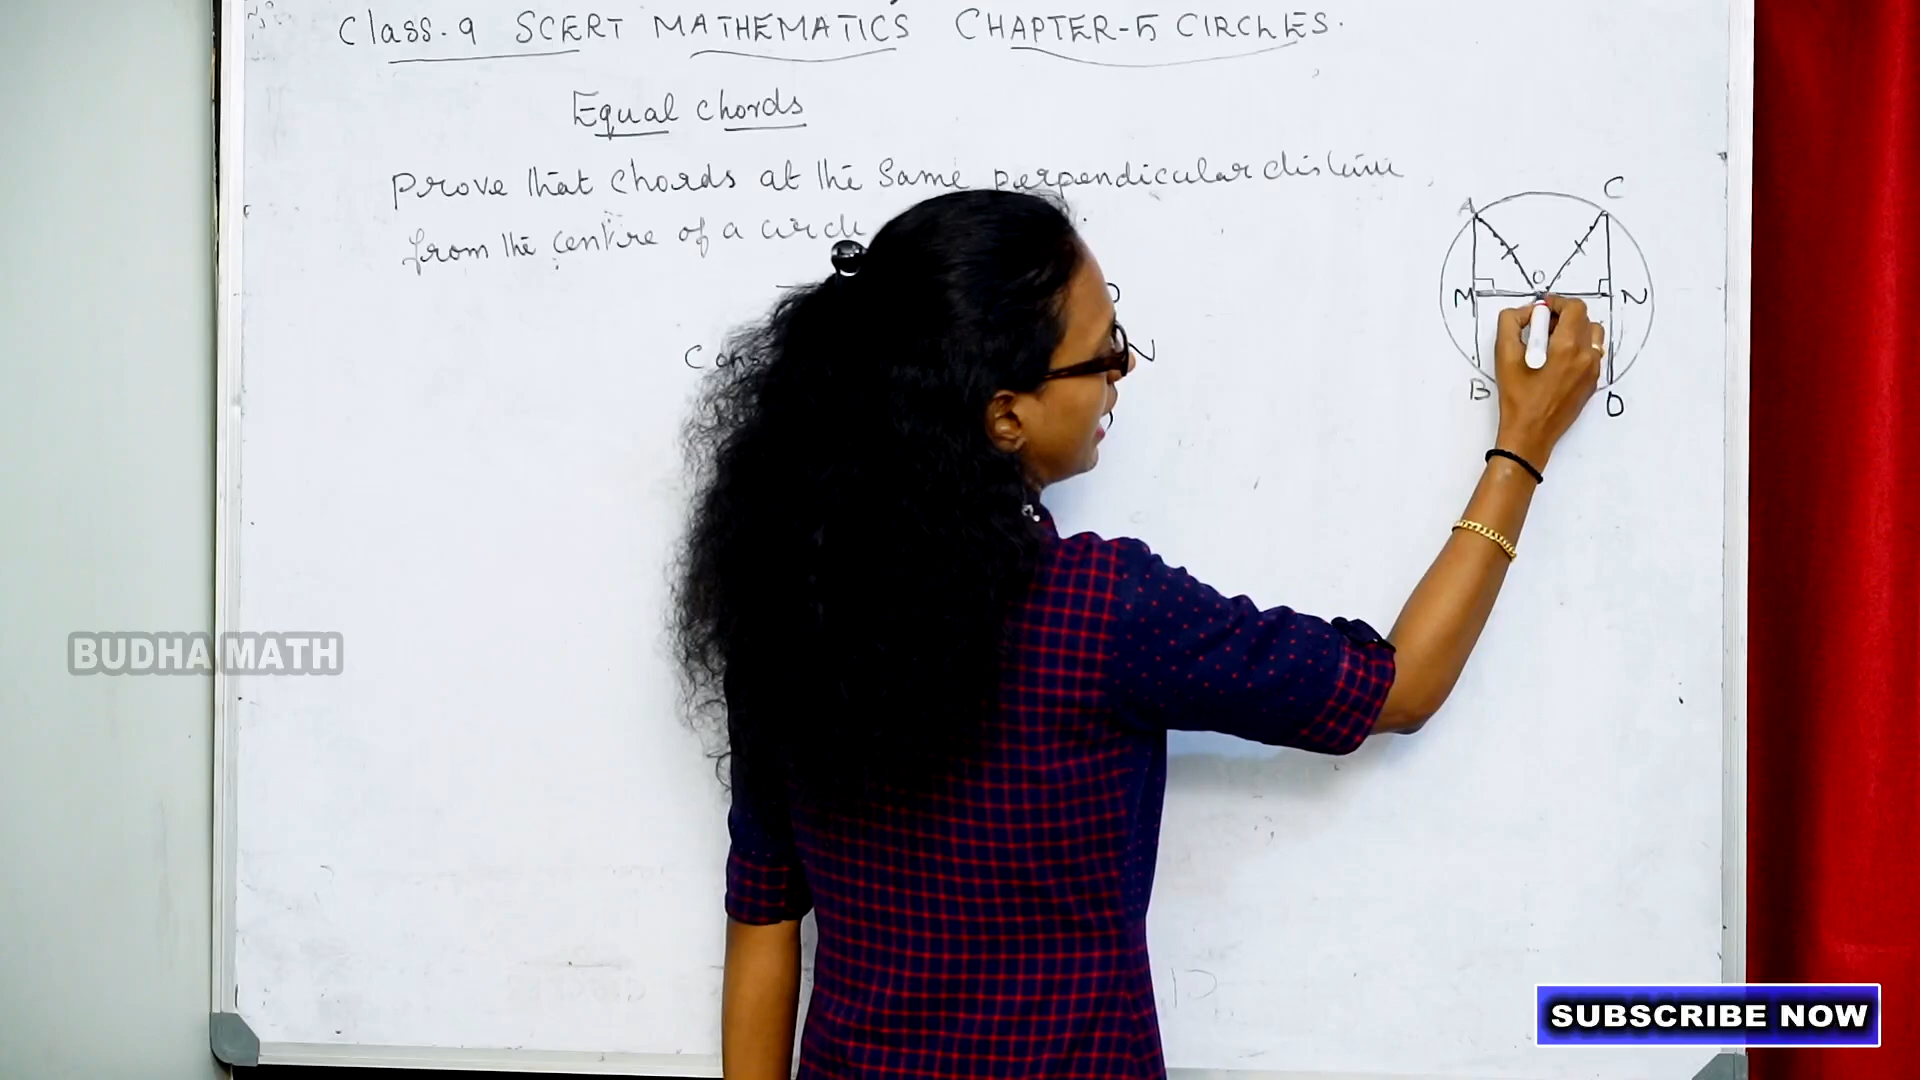 Class.9 SCERT MATHEMATICS CHAPTER-5 CIRCLES.
Equal chords
Prove that chords at the same perpendicular distance
from the centre of a circle
A
C
O
M
N
B
D
BUDHA MATH
SUBSCRIBE NOW